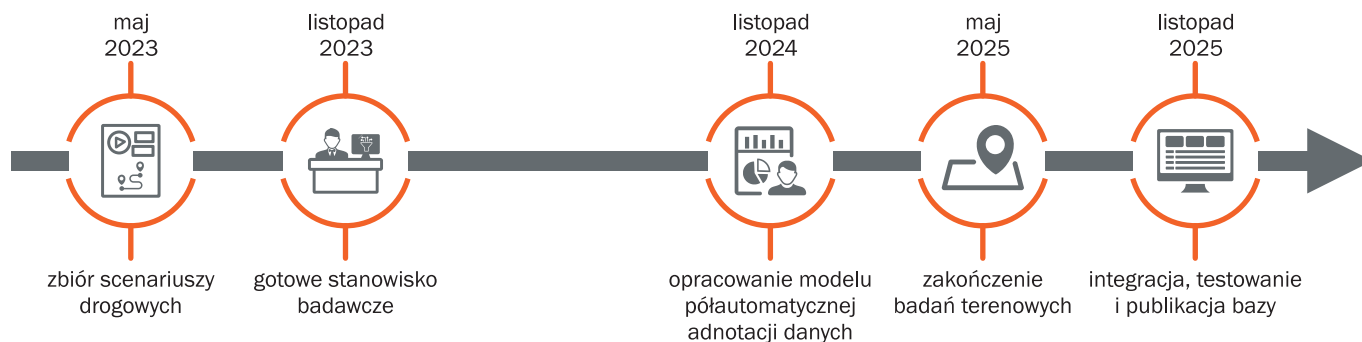 maj
2023
listopad
2023
listopad
2024
maj
2025
listopad
2025
zbiór scenariuszy
drogowych
gotowe stanowisko
badawcze
opracowanie modelu
półautomatycznej
adnotacji danych
zakończenie
badań terenowych
integracja, testowanie
i publikacja bazy